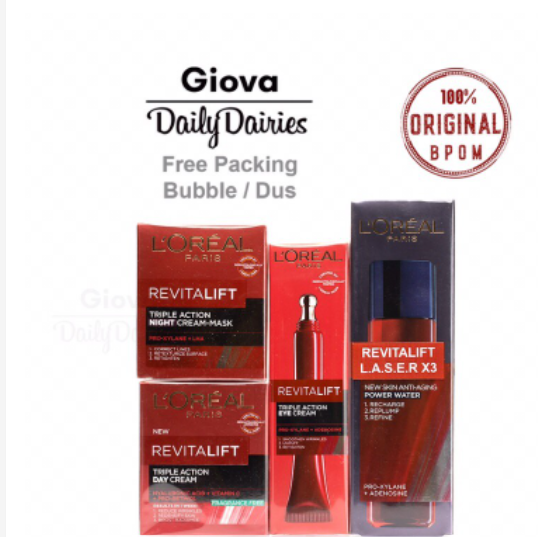 Giova
DailyDairies
Free Packing
Bubble / Dus
100%
ORIGINAL
BPOM
L'ORÉAL
PARIS
REVITALIFT
TRIPLE ACTION
NIGHT CREAM-MASK
PRO-XYLANE + LHA
L'ORÉAL
PARIS
NEW
REVITALIFT
TRIPLE ACTION
DAY CREAM
FRAGRANCE FREE
L'ORÉAL
PARIS
REVITALIFT
TRIPLE ACTION
EYE CREAM
L'ORÉAL
PARIS
REVITALIFT
L.A.S.E.R X3
NEW SKIN ANTI-AGING
POWER WATER
1. RECHARGE
2. REPLUMP
3. REFINE
PRO-XYLANE
+ ADENOSINE
Giova